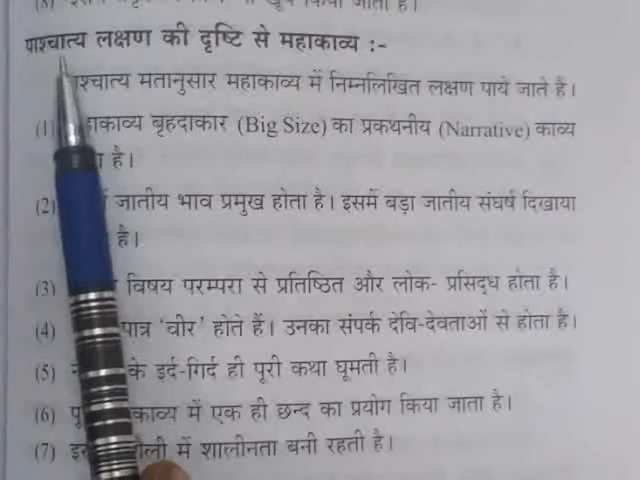 पाश्चात्य लक्षण की दृष्टि से महाकाव्य :-
श्चात्य मतानुसार महाकाव्य में निम्नलिखित लक्षण पाये जाते है।
(1) हाकाव्य बृहदाकार (Big Size) का प्रकथनीय (Narrative) काव्य
है।
(2) जातीय भाव प्रमुख होता है। इसमें बड़ा जातीय संघर्ष दिखाया
है।
(3) विषय परम्परा से प्रतिष्ठित और लोक- प्रसिद्ध होता है।
(4) पात्र 'वीर' होते हैं। उनका संपर्क देवि-देवताओं से होता है।
(5) के इर्द-गिर्द ही पूरी कथा घूमती है।
(6) काव्य में एक ही छन्द का प्रयोग किया जाता है।
(7) में शालीनता बनी रहती है।